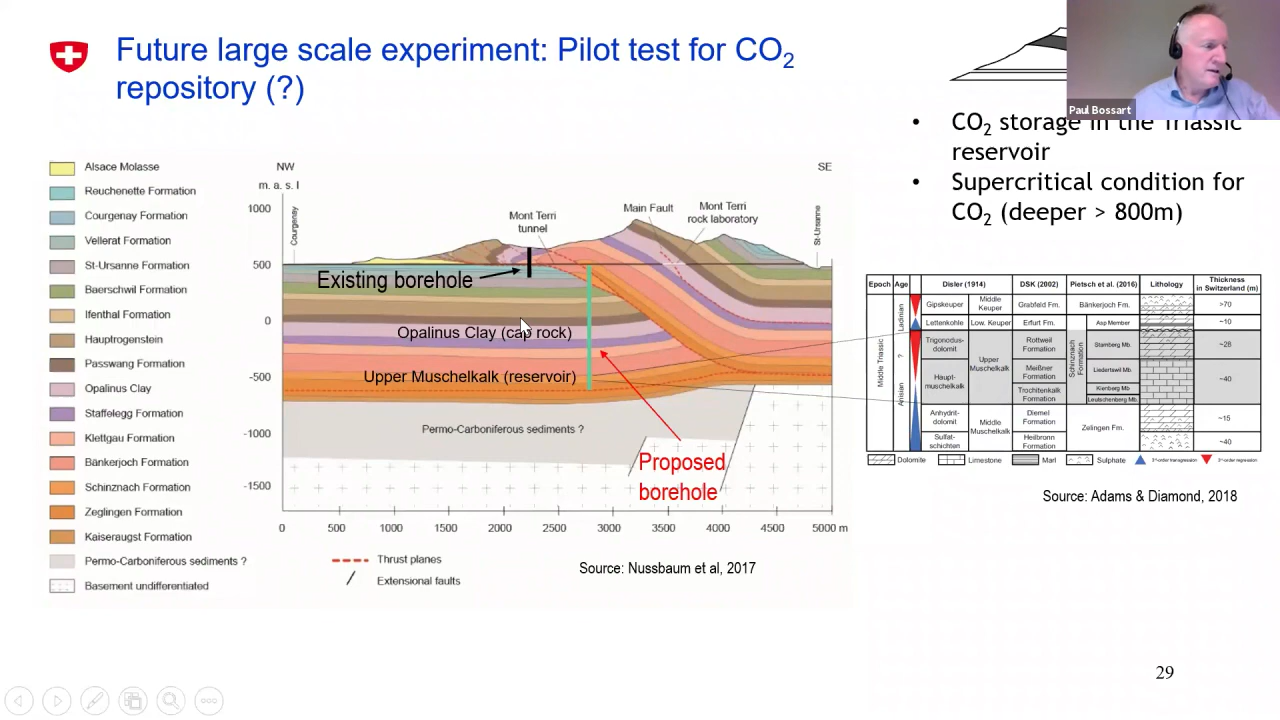 Future large scale experiment: Pilot test for CO2
repository (?)
Paul Bossart
• CO2 storage in the Triassic
reservoir
• Supercritical condition for
CO2 (deeper > 800m)
Alsace Molasse
Reuchenette Formation
Courgenay Formation
Vellerat Formation
St-Ursanne Formation
Baerschwil Formation
Ifenthal Formation
Hauptrogenstein
Passwang Formation
Opalinus Clay
Staffelegg Formation
Klettgau Formation
Bänkerjoch Formation
Schinznach Formation
Zeglingen Formation
Kaiseraugst Formation
Permo-Carboniferous sediments ?
Basement undifferentiated
NW
SE
m. a. s. l
1000
500
0
-500
-1000
-1500
Courgenay
Mont Terri
tunnel
Main Fault
Mont Terri
rock laboratory
St-Ursanne
Existing borehole
Opalinus Clay (cap rock)
Upper Muschelkalk (reservoir)
Permo-Carboniferous sediments ?
Proposed
borehole
0 500 1000 1500 2000 2500 3000 3500 4000 4500 5000 m
Thrust planes
Extensional faults
Source: Nussbaum et al, 2017
Epoch Age Disler (1914) DSK (2002) Pietsch et al. (2016) Lithology Thickness
in Switzerland (m)
Middle Triassic
Ladinian
?
Anisian
Gipskeuper Middle
Keuper Grabfeld Fm. Bänkerjoch Fm. >70
Lettenkohle Low. Keuper Erfurt Fm. Asp Member ~10
Trigonodus-
dolomit
Upper
Muschelkalk
Rottweil
Formation
Schinznach
Formation
Stamberg Mb. ~28
Haupt-
muschelkalk
Meißner
Formation
Liedertswil Mb. ~40
Trochitenkalk
Formation
Kienberg Mb.
Leutschenberg Mb.
Anhydrit-
dolomit
Middle
Muschelkalk
Diemel
Formation
Zeglingen Fm. ~15
Sulfat-
schichten
Heilbronn
Formation
~40
Dolomite Limestone Marl Sulphate 3rd-order transgression 3rd-order regression
Source: Adams & Diamond, 2018
29